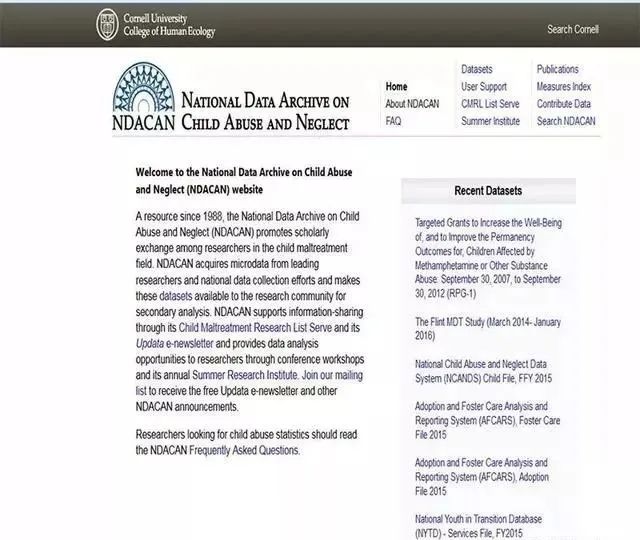 Cornell University
College of Human Ecology
Search Cornell
NDACAN
NATIONAL DATA ARCHIVE ON
CHILD ABUSE AND NEGLECT
Home
About NDACAN
FAQ
Datasets
User Support
CMRL List Serve
Summer Institute
Publications
Measures Index
Contribute Data
Search NDACAN
Welcome to the National Data Archive on Child Abuse
and Neglect (NDACAN) website
A resource since 1988, the National Data Archive on Child
Abuse and Neglect (NDACAN) promotes scholarly
exchange among researchers in the child maltreatment
field. NDACAN acquires microdata from leading
researchers and national data collection efforts and makes
these datasets available to the research community for
secondary analysis. NDACAN supports information-sharing
through its Child Maltreatment Research List Serve and its
Updata e-newsletter and provides data analysis
opportunities to researchers through conference workshops
and its annual Summer Research Institute. Join our mailing
list to receive the free Updata e-newsletter and other
NDACAN announcements.
Researchers looking for child abuse statistics should read
the NDACAN Frequently Asked Questions.
Recent Datasets
Targeted Grants to Increase the Well-Being
of, and to Improve the Permanency
Outcomes for, Children Affected by
Methamphetamine or Other Substance
Abuse: September 30, 2007, to September
30, 2012 (RPG-1)
The Flint MDT Study (March 2014- January
2016)
National Child Abuse and Neglect Data
System (NCANDS) Child File, FFY 2015
Adoption and Foster Care Analysis and
Reporting System (AFCARS), Foster Care
File 2015
Adoption and Foster Care Analysis and
Reporting System (AFCARS), Adoption
File 2015
National Youth in Transition Database
(NYTD) - Services File, FY2015